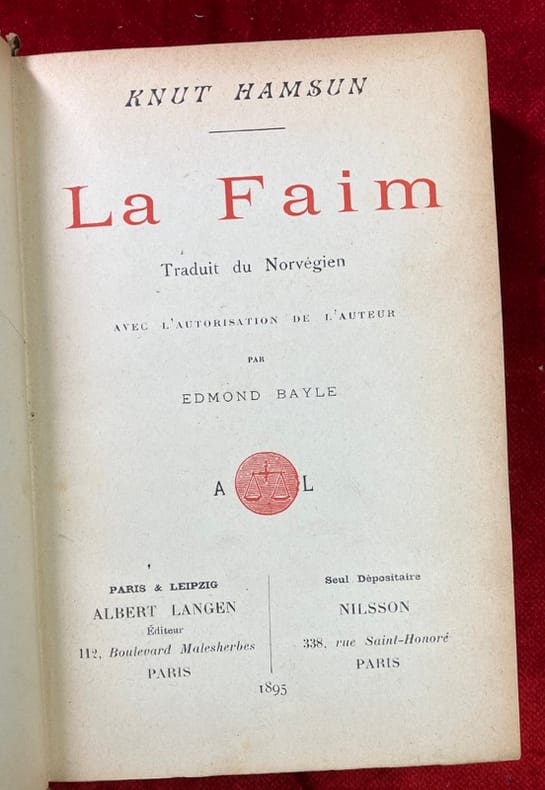 KNUT HAMSUN
La Faim
Traduit du Norvégien
AVEC L'AUTORISATION DE L'AUTEUR
PAR
EDMOND BAYLE
A L
PARIS & LEIPZIG
ALBERT LANGEN
Éditeur
112, Boulevard Malesherbes
PARIS
Seul Dépositaire
NILSSON
338, rue Saint-Honoré
PARIS
1895